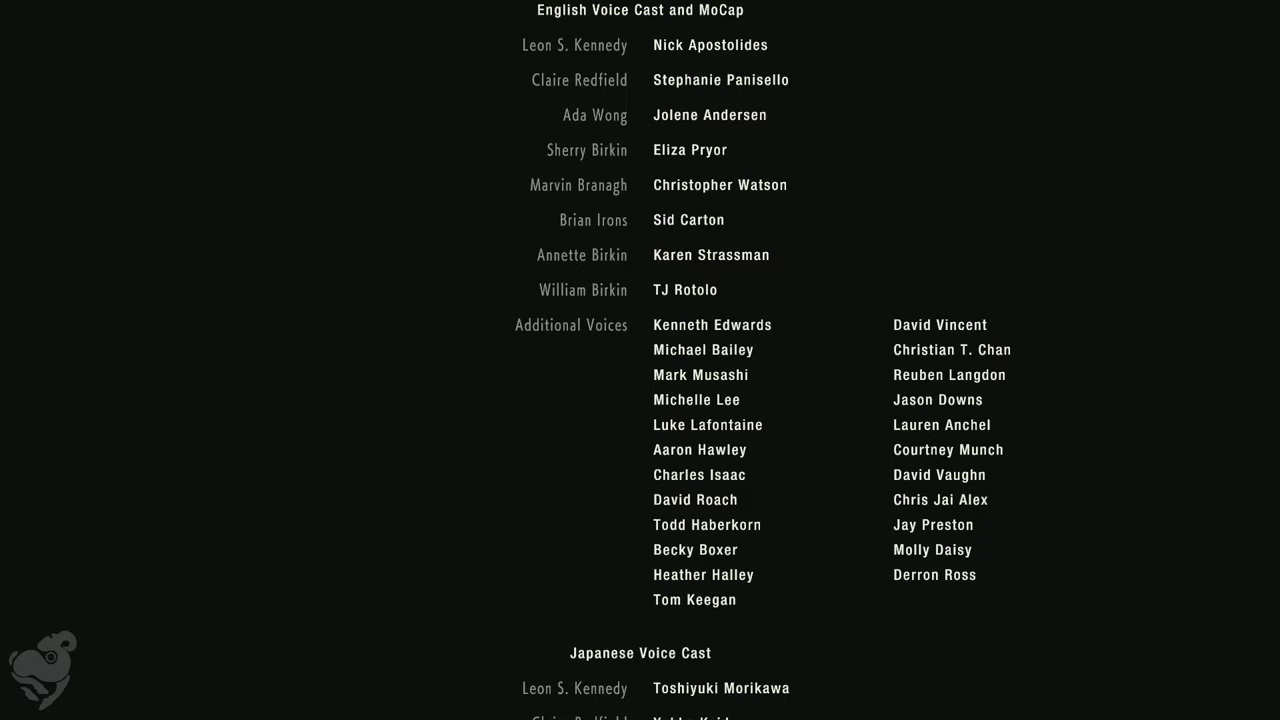 English Voice Cast and MoCap
Leon S. Kennedy Nick Apostolides
Claire Redfield Stephanie Panisello
Ada Wong Jolene Andersen
Sherry Birkin Eliza Pryor
Marvin Branagh Christopher Watson
Brian Irons Sid Carton
Annette Birkin Karen Strassman
William Birkin TJ Rotolo
Additional Voices Kenneth Edwards David Vincent
Michael Bailey Christian T. Chan
Mark Musashi Reuben Langdon
Michelle Lee Jason Downs
Luke Lafontaine Lauren Anchel
Aaron Hawley Courtney Munch
Charles Isaac David Vaughn
David Roach Chris Jai Alex
Todd Haberkorn Jay Preston
Becky Boxer Molly Daisy
Heather Halley Derron Ross
Tom Keegan
Japanese Voice Cast
Leon S. Kennedy Toshiyuki Morikawa